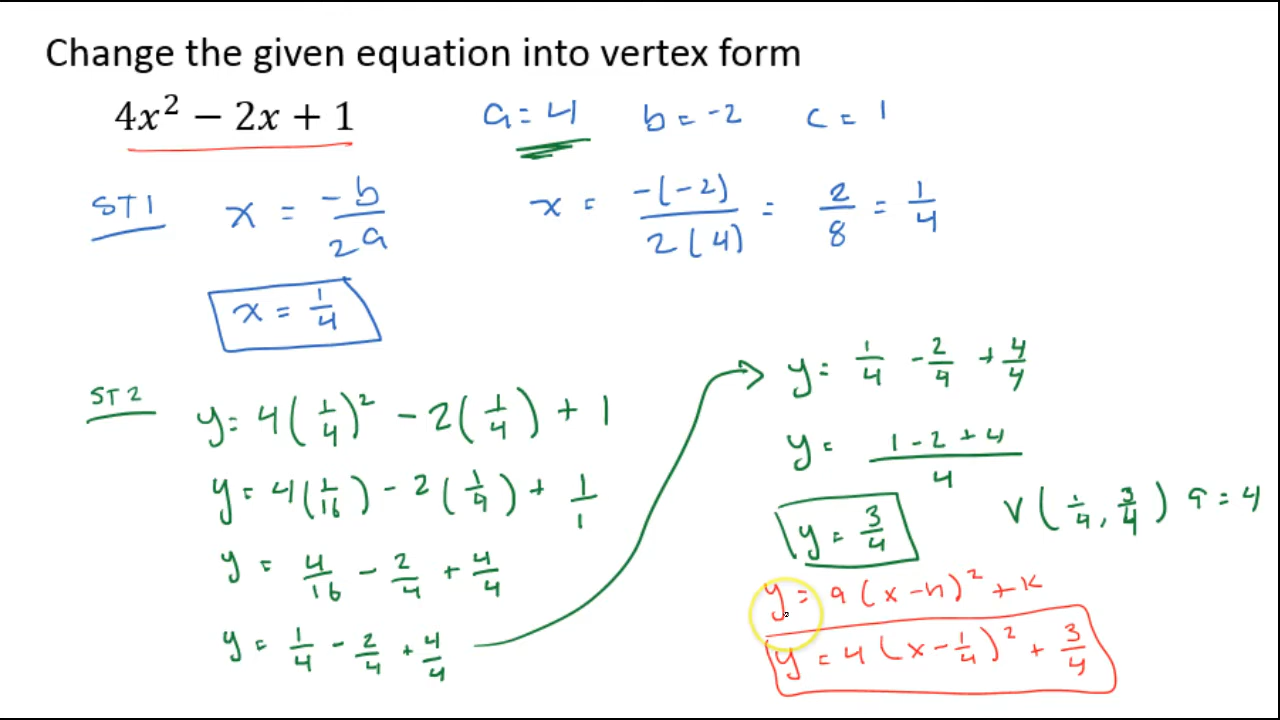 Change the given equation into vertex form
4x² − 2x + 1    a = 4    b = -2    c = 1
ST1    x = -b/2a    x = -(-2)/2(4) = 2/8 = 1/4
x = 1/4
ST2    y = 4(1/4)² - 2(1/4) + 1
y = 4(1/16) - 2(1/4) + 1/1
y = 4/16 - 2/4 + 4/4
y = 1/4 - 2/4 + 4/4
y = 1/4 - 2/4 + 4/4
y = (1 - 2 + 4)/4
y = 3/4    V(1/4, 3/4) a = 4
y = a(x-h)² + k
y = 4(x - 1/4)² + 3/4